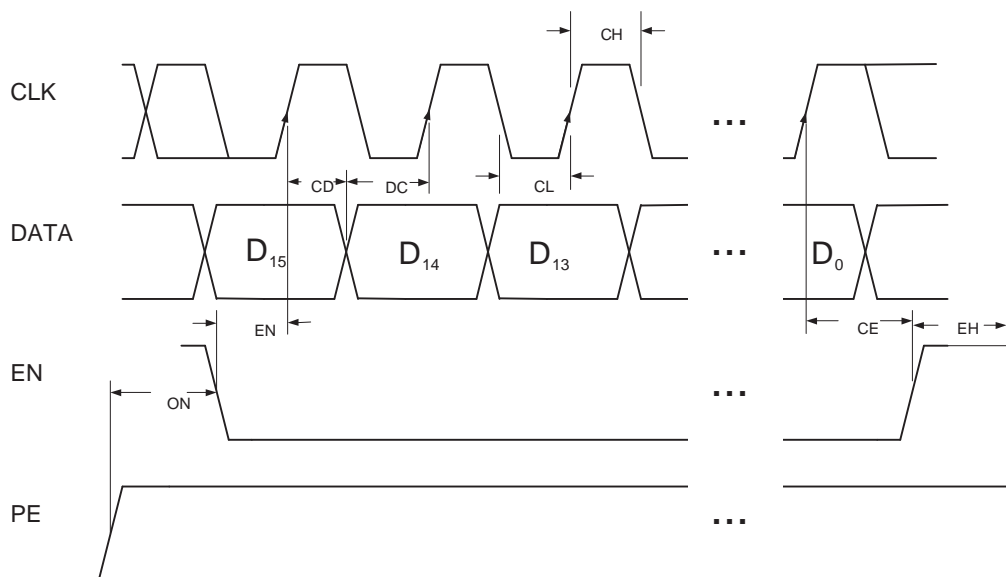 CH
CLK
...
CD DC CL
DATA
D15 D14 D13 ... D0
EN CE EH
EN
...
ON
PE
...